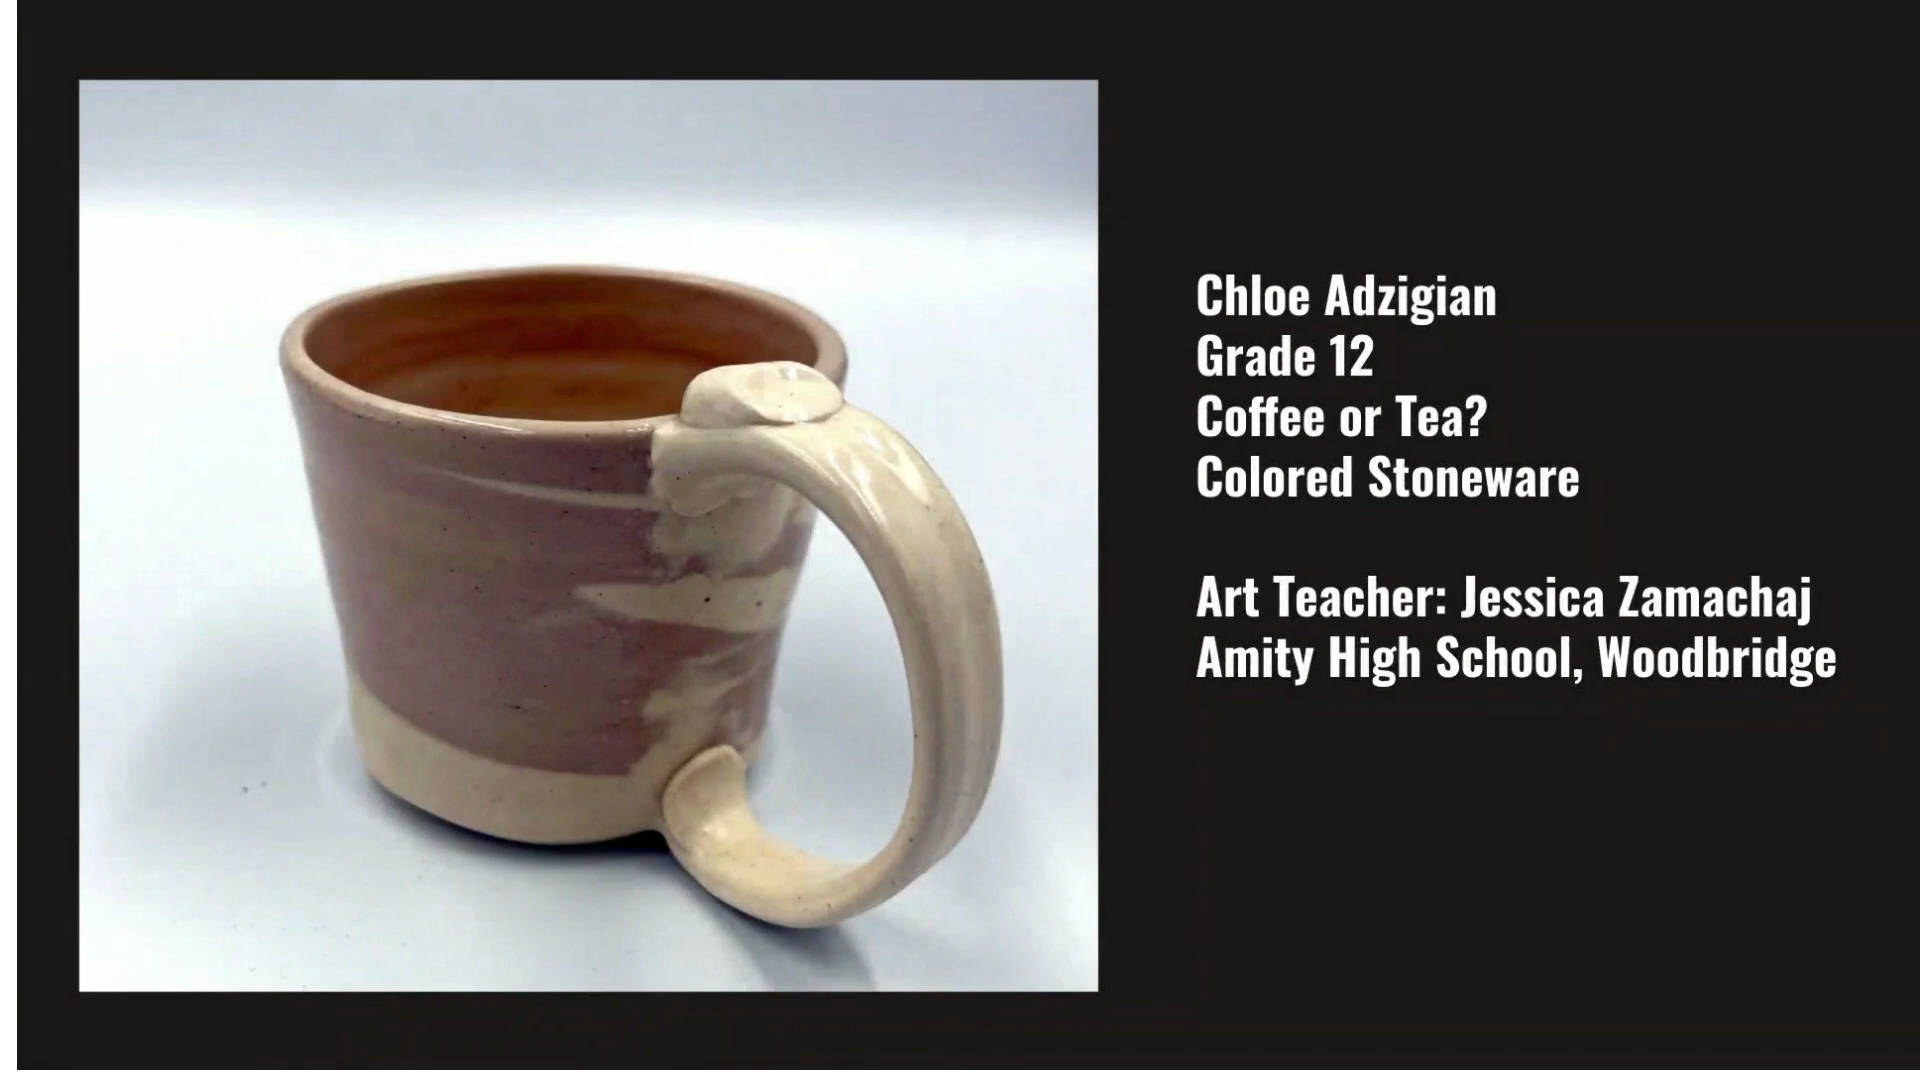 Chloe Adzigian
Grade 12
Coffee or Tea?
Colored Stoneware
Art Teacher: Jessica Zamachaj
Amity High School, Woodbridge